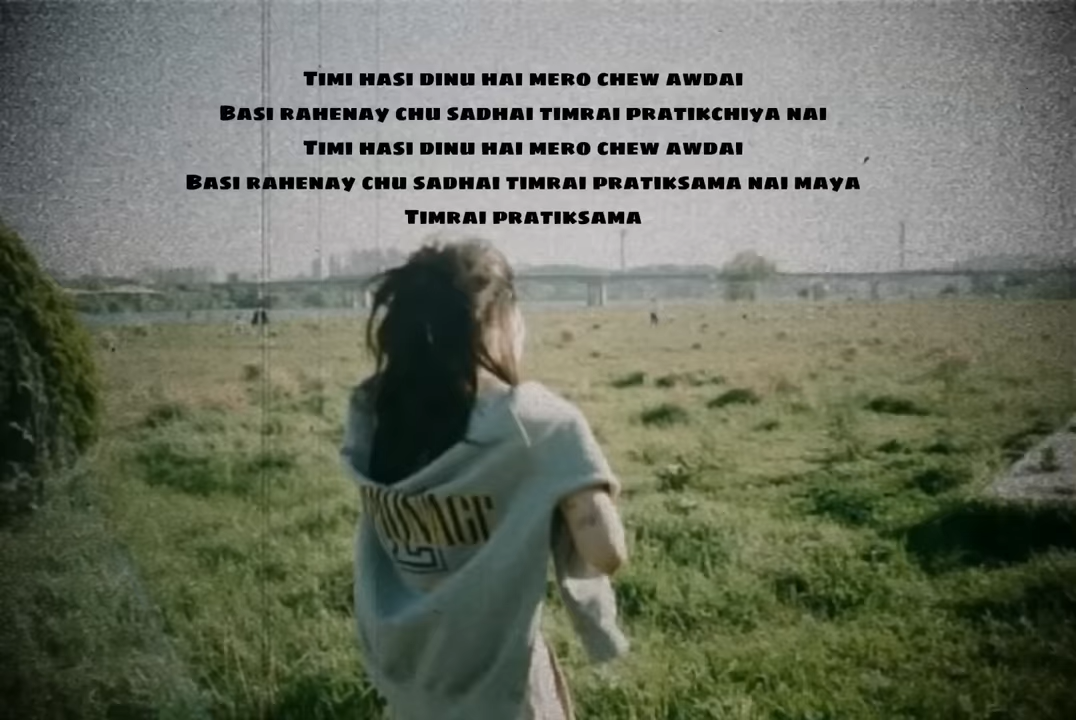 Timi hasi dinu hai mero chew awdai
Basi rahenay chu sadhai timrai pratikchiya nai
Timi hasi dinu hai mero chew awdai
Basi rahenay chu sadhai timrai pratiksama nai maya
Timrai pratiksama